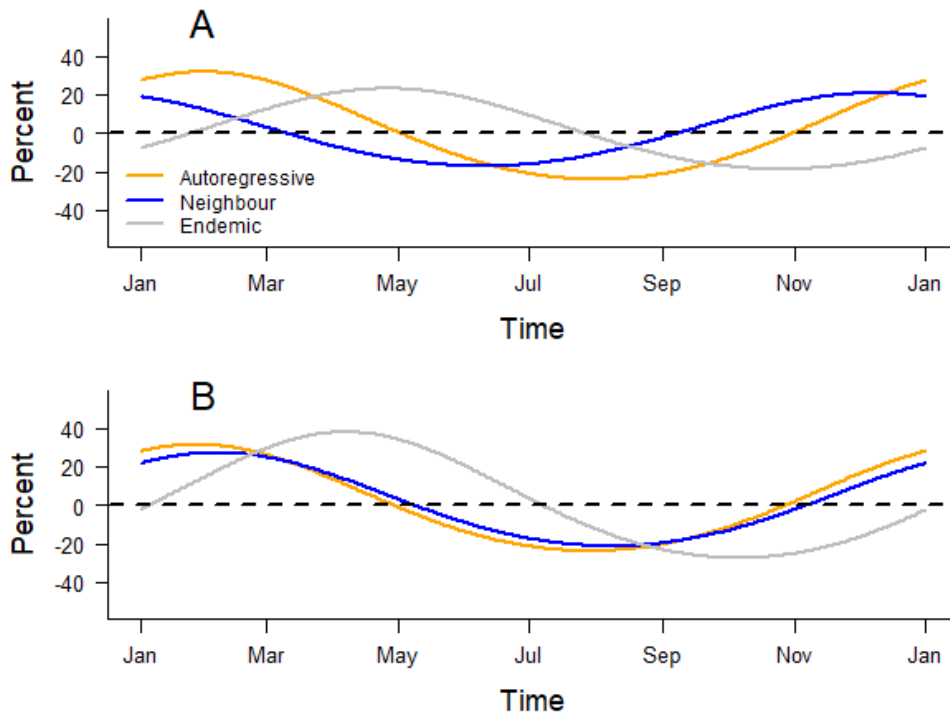 A
Percent
40
20
0
-20
-40
Autoregressive
Neighbour
Endemic
Jan Mar May Jul Sep Nov Jan
Time
B
Percent
40
20
0
-20
-40
Jan Mar May Jul Sep Nov Jan
Time